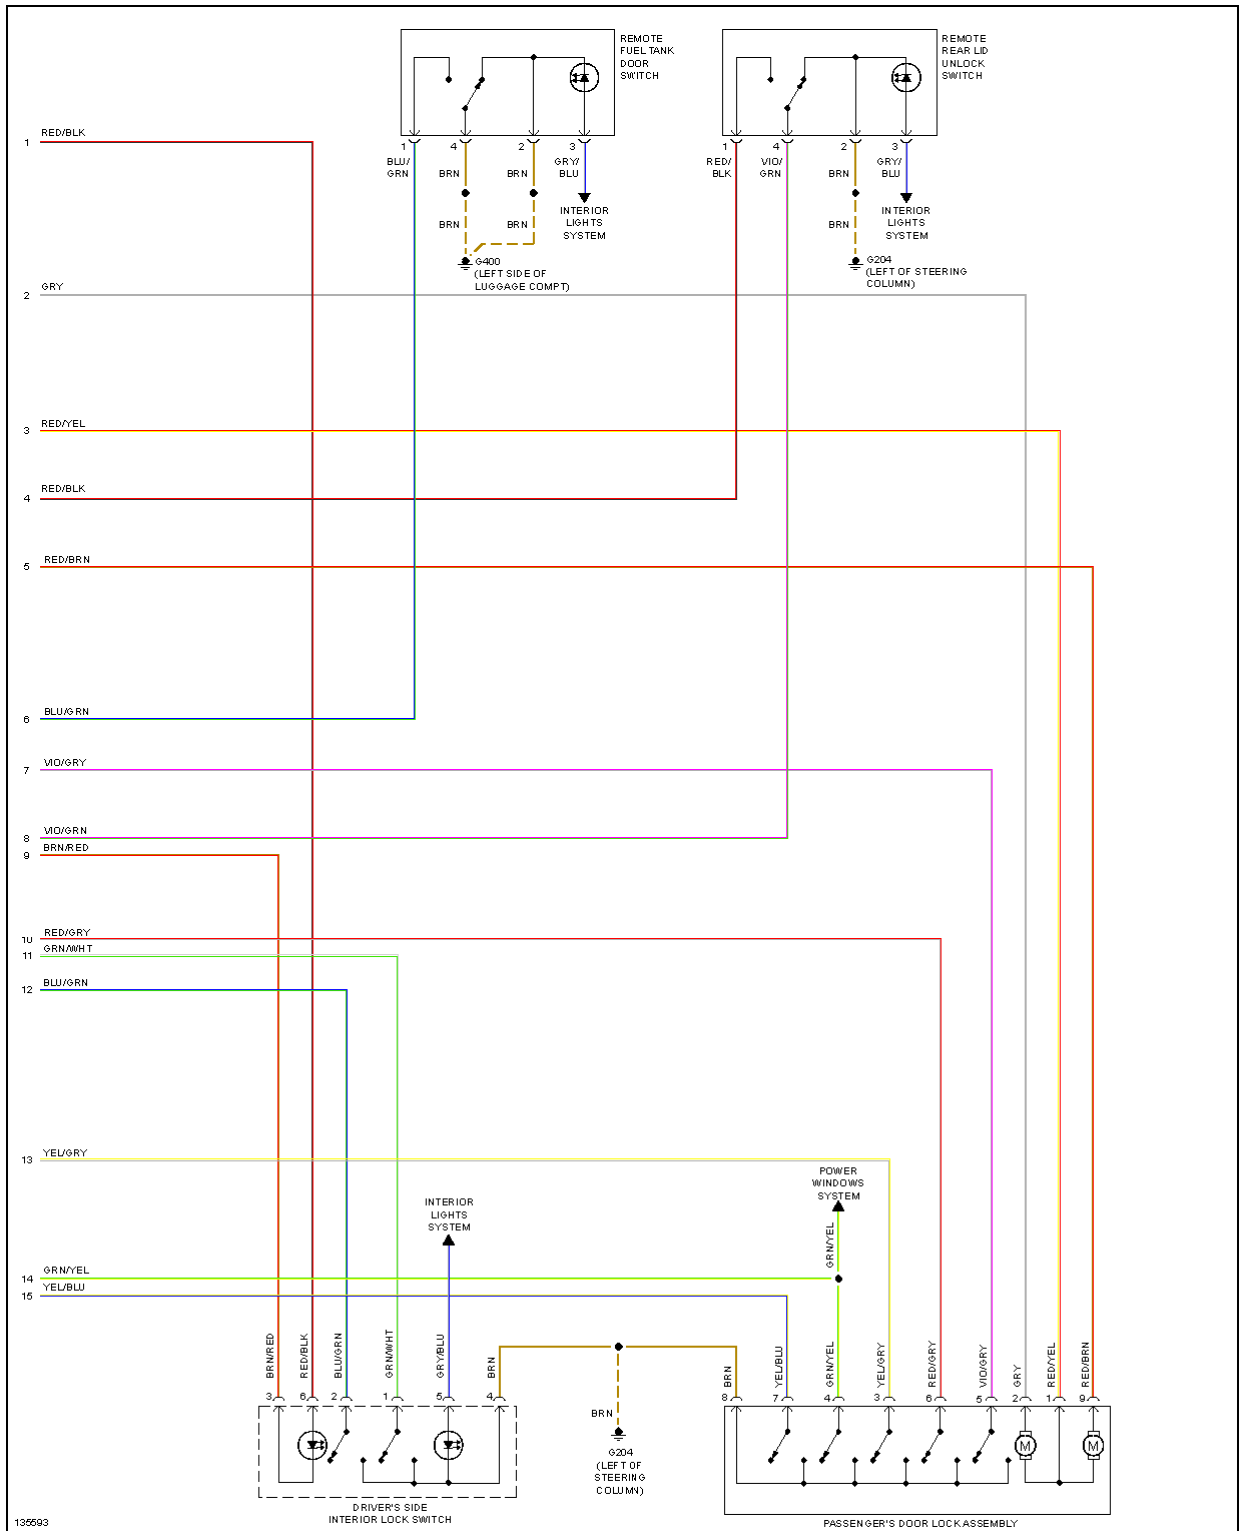 REMOTE
FUEL TANK
DOOR
SWITCH
REMOTE
REAR LID
UNLOCK
SWITCH
1 RED/BLK
1 4 2 3
BLU/
GRN
BRN
BRN
GRY/
BLU
BRN
BRN
INTERIOR
LIGHTS
SYSTEM
G400
(LEFT SIDE OF
LUGGAGE COMPT)
1 4 2 3
RED/
BLK
VIO/
GRN
BRN
GRY/
BLU
BRN
INTERIOR
LIGHTS
SYSTEM
G204
(LEFT OF STEERING
COLUMN)
2 GRY
3 RED/YEL
4 RED/BLK
5 RED/BRN
6 BLU/GRN
7 VIO/GRY
8 VIO/GRN
9 BRN/RED
10 RED/GRY
11 GRN/WHT
12 BLU/GRN
13 YEL/GRY
POWER
WINDOWS
SYSTEM
INTERIOR
LIGHTS
SYSTEM
GRN/YEL
14 GRN/YEL
15 YEL/BLU
BRN/RED
RED/BLK
BLU/GRN
GRN/WHT
GRY/BLU
BRN
3 6 2 1 5 4
BRN
G204
(LEFT OF
STEERING
COLUMN)
BRN
YEL/BLU
GRN/YEL
YEL/GRY
RED/GRY
VIO/GRY
GRY
RED/YEL
RED/BRN
8 7 4 3 6 5 2 1 9
M M
DRIVER'S SIDE
INTERIOR LOCK SWITCH
PASSENGER'S DOOR LOCK ASSEMBLY
135593